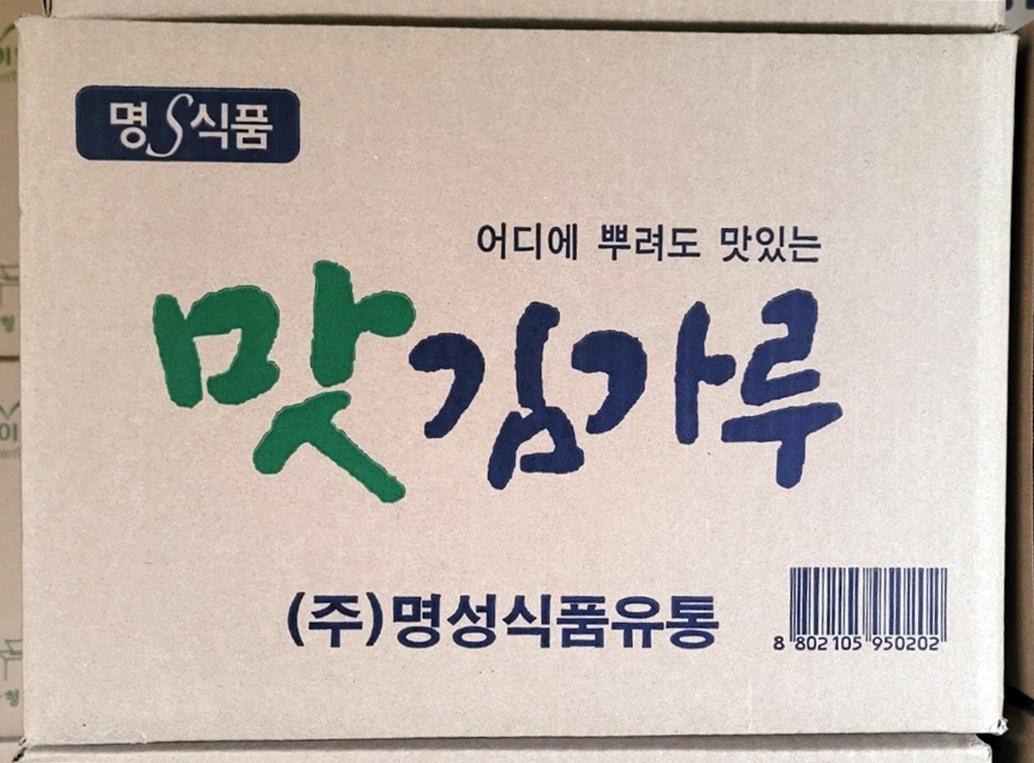 명S식품
어디에 뿌려도 맛있는
맛김가루
(주)명성식품유통
8 802105 950202